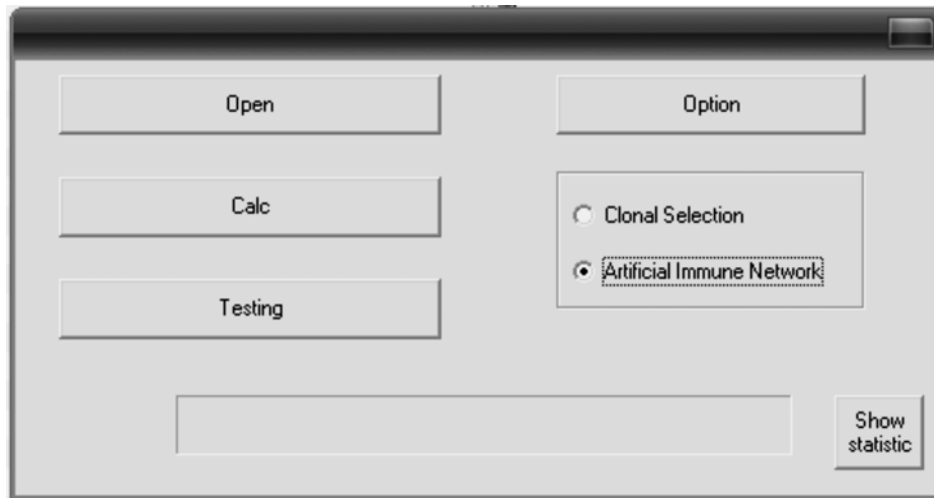 Open
Option
Calc
Clonal Selection
Artificial Immune Network
Testing
Show
statistic